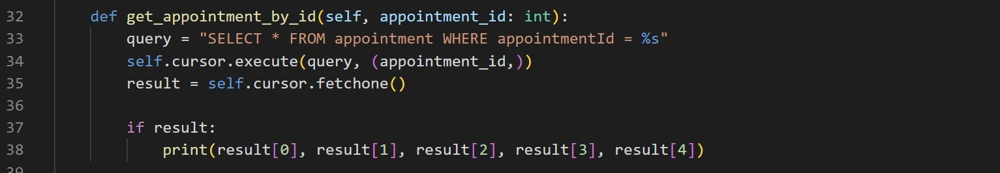 32 def get_appointment_by_id(self, appointment_id: int):
33 query = "SELECT * FROM appointment WHERE appointmentId = %s"
34 self.cursor.execute(query, (appointment_id,))
35 result = self.cursor.fetchone()
36
37 if result:
38 print(result[0], result[1], result[2], result[3], result[4])
39